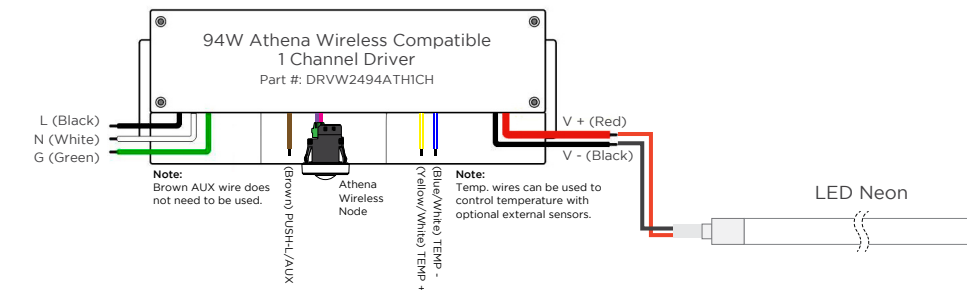 94W Athena Wireless Compatible
1 Channel Driver
Part #: DRVW2494ATH1CH
L (Black)
N (White)
G (Green)
Note:
Brown AUX wire does
not need to be used.
(Brown) PUSH-L/AUX
Athena
Wireless
Node
(Yellow/White) TEMP +
(Blue/White) TEMP -
Note:
Temp. wires can be used to
control temperature with
optional external sensors.
V + (Red)
V - (Black)
LED Neon